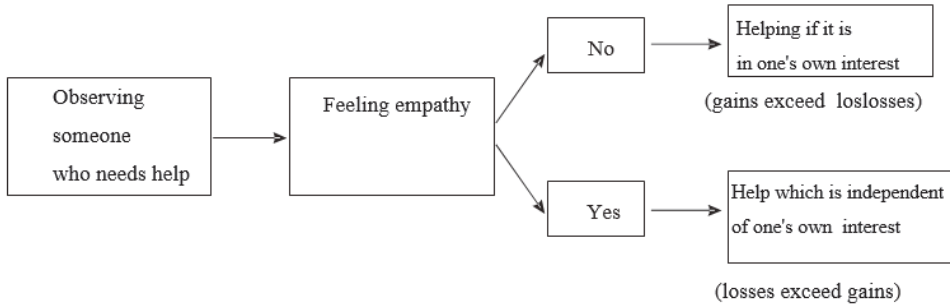 Observing
someone
who needs help
Feeling empathy
No
Helping if it is
in one's own interest
(gains exceed loslosses)
Yes
Help which is independent
of one's own interest
(losses exceed gains)